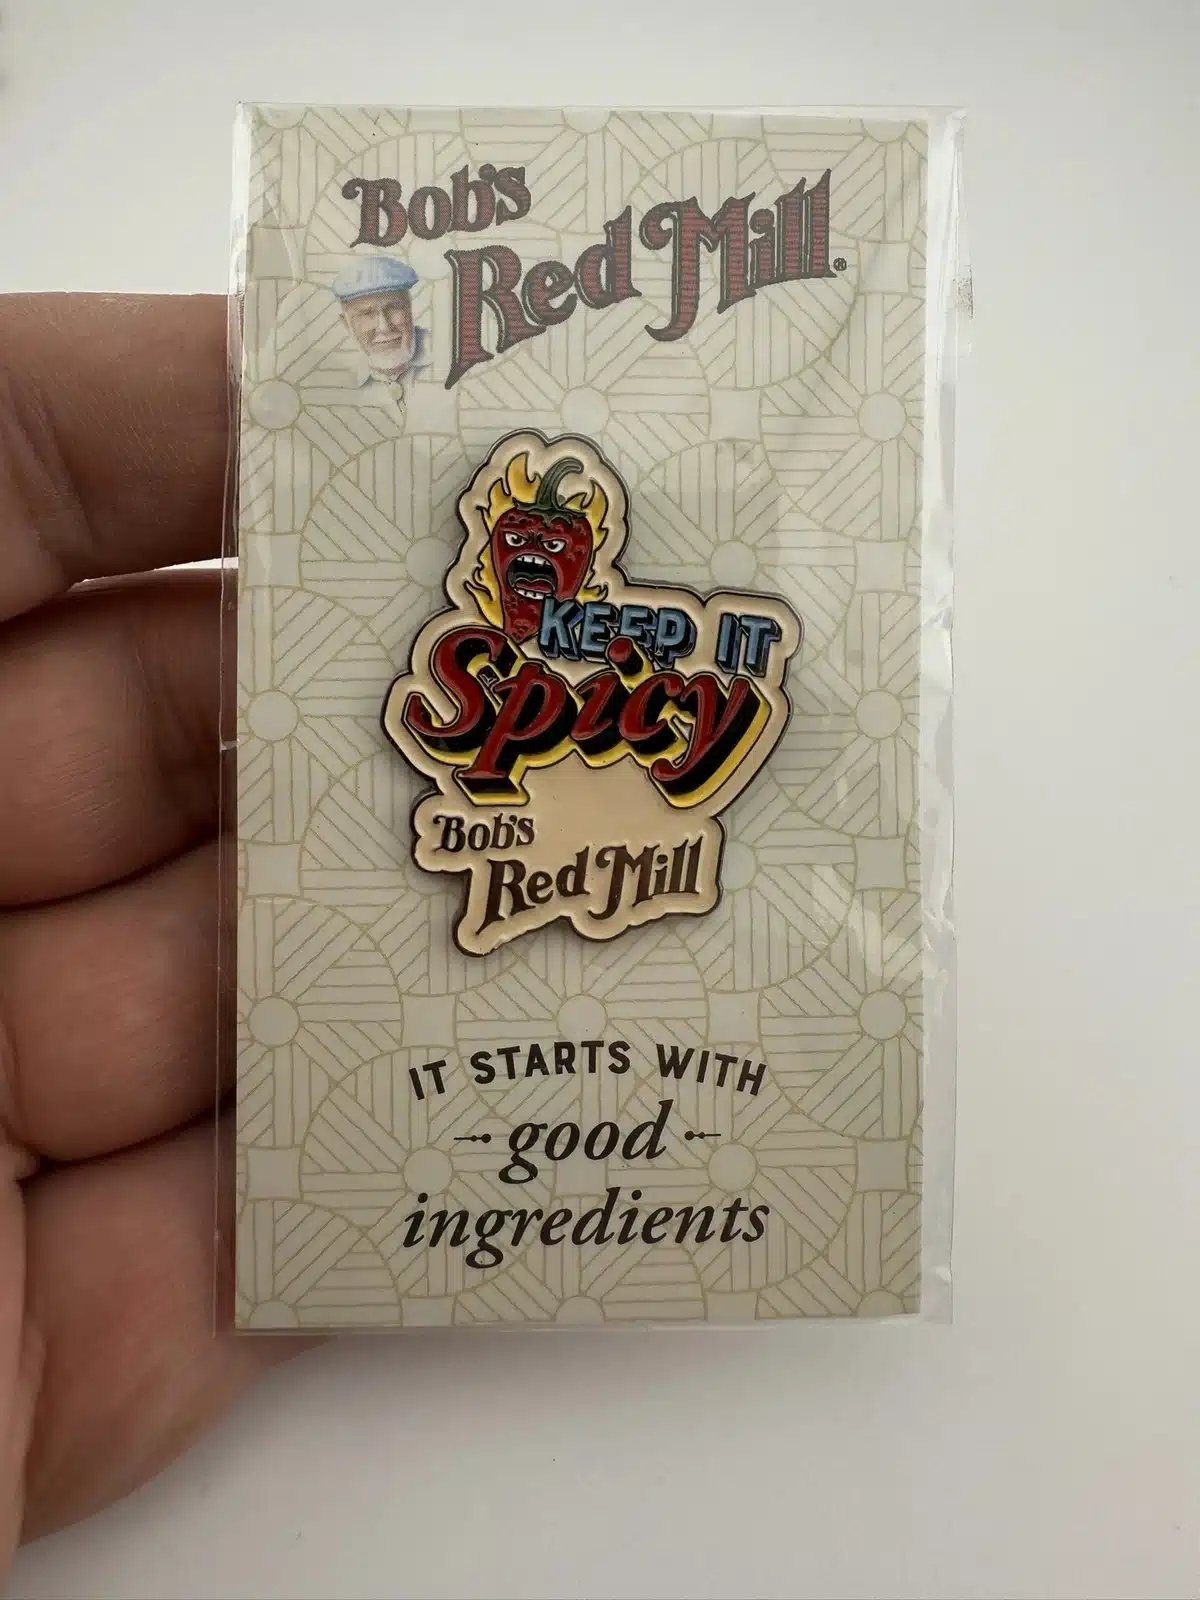 Bob's
Red Mill®
KEEP IT
Spicy
Bob's
Red Mill
IT STARTS WITH
good
ingredients